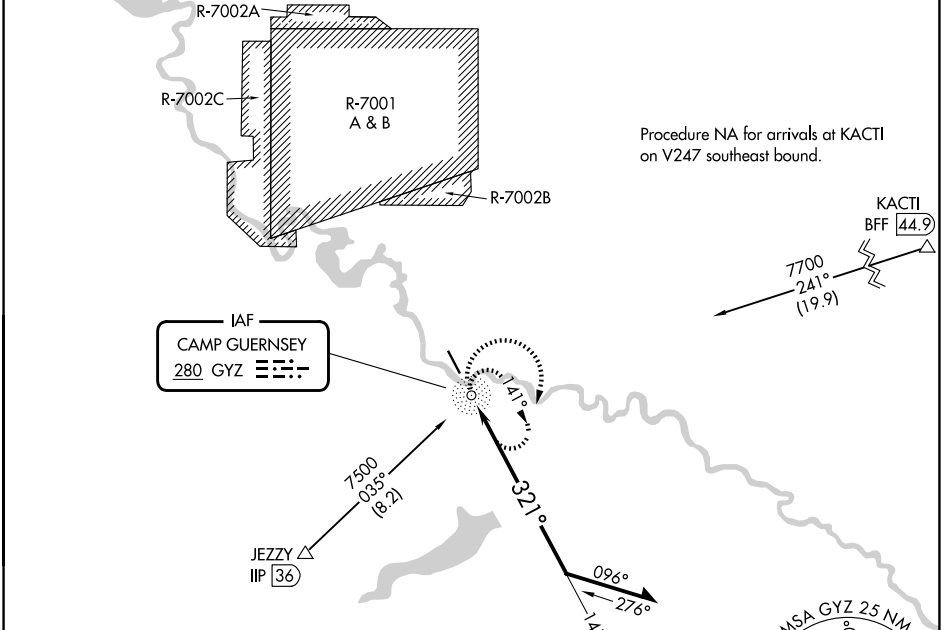 R-7002A
R-7002C
R-7001
A & B
R-7002B
Procedure NA for arrivals at KACTI
on V247 southeast bound.
KACTI
BFF 44.9
7700
241°
(19.9)
IAF
CAMP GUERNSEY
280 GYZ
141°
7500
035°
(8.2)
321°
JEZZY
IIP 36
096°
276°
MSA GYZ 25 NM